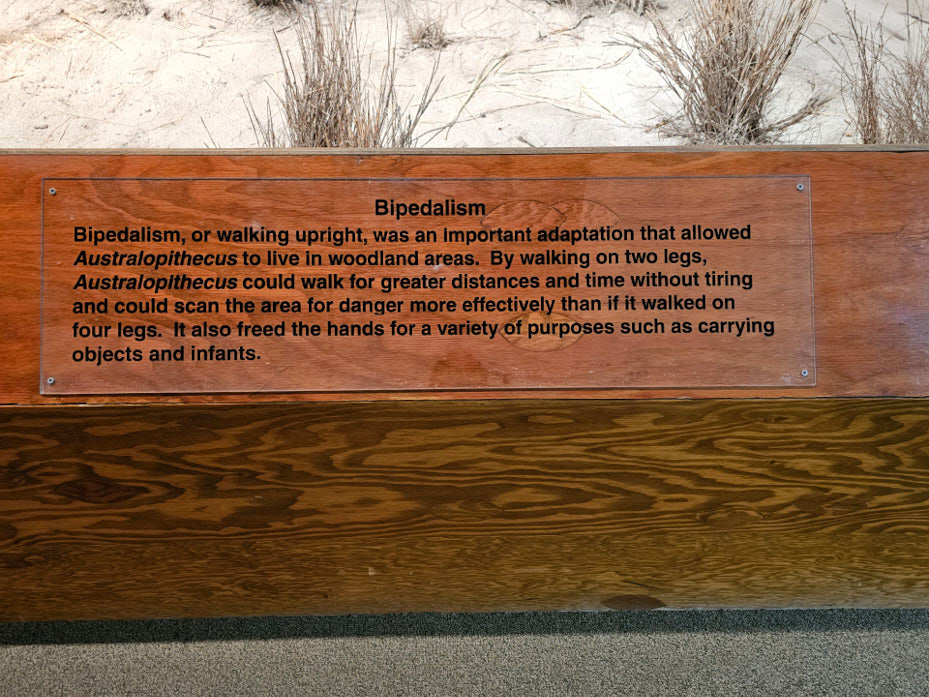 Bipedalism
Bipedalism, or walking upright, was an important adaptation that allowed
Australopithecus to live in woodland areas.  By walking on two legs,
Australopithecus could walk for greater distances and time without tiring
and could scan the area for danger more effectively than if it walked on
four legs.  It also freed the hands for a variety of purposes such as carrying
objects and infants.